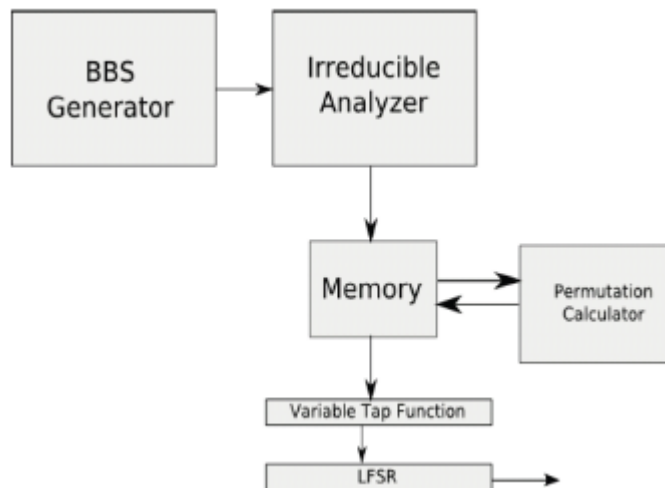 BBS
Generator
Irreducible
Analyzer
Memory
Permutation
Calculator
Variable Tap Function
LFSR